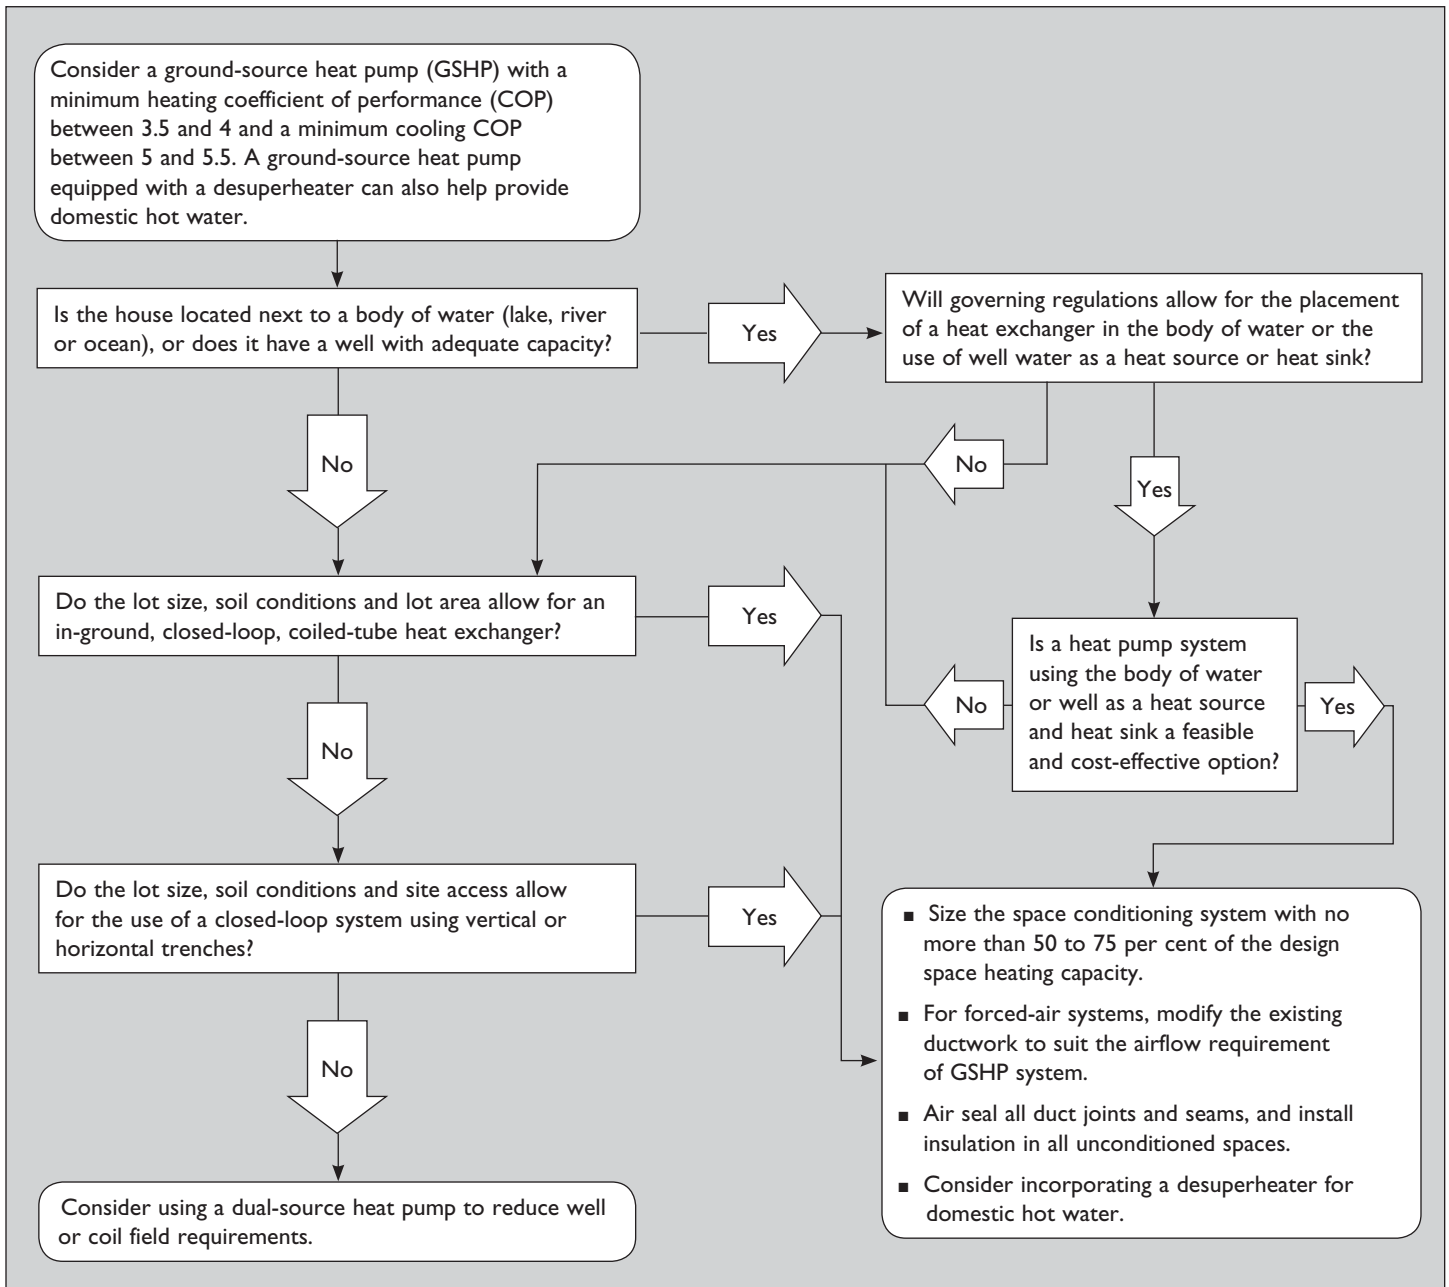 Consider a ground-source heat pump (GSHP) with a
minimum heating coefficient of performance (COP)
between 3.5 and 4 and a minimum cooling COP
between 5 and 5.5. A ground-source heat pump
equipped with a desuperheater can also help provide
domestic hot water.
Is the house located next to a body of water (lake, river
or ocean), or does it have a well with adequate capacity?
Yes
Will governing regulations allow for the placement
of a heat exchanger in the body of water or the
use of well water as a heat source or heat sink?
No
No
Yes
Do the lot size, soil conditions and lot area allow for an
in-ground, closed-loop, coiled-tube heat exchanger?
Yes
Is a heat pump system
using the body of water
or well as a heat source
and heat sink a feasible
and cost-effective option?
No
Yes
No
Do the lot size, soil conditions and site access allow
for the use of a closed-loop system using vertical or
horizontal trenches?
Yes
■ Size the space conditioning system with no
more than 50 to 75 per cent of the design
space heating capacity.
■ For forced-air systems, modify the existing
ductwork to suit the airflow requirement
of GSHP system.
■ Air seal all duct joints and seams, and install
insulation in all unconditioned spaces.
■ Consider incorporating a desuperheater for
domestic hot water.
No
Consider using a dual-source heat pump to reduce well
or coil field requirements.